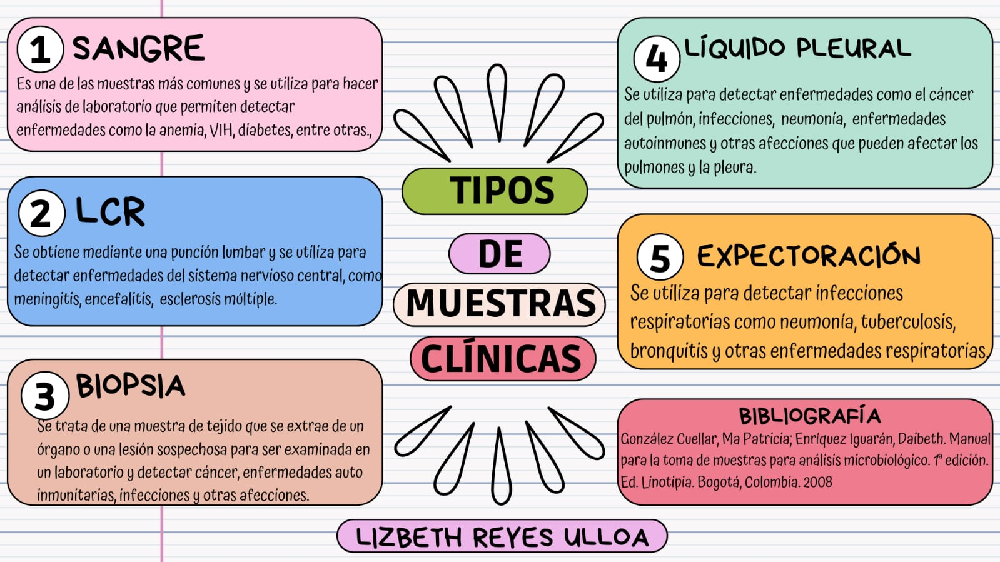 1 SANGRE
Es una de las muestras más comunes y se utiliza para hacer
análisis de laboratorio que permiten detectar
enfermedades como la anemia, VIH, diabetes, entre otras.,
2 LCR
Se obtiene mediante una punción lumbar y se utiliza para
detectar enfermedades del sistema nervioso central, como
meningitis, encefalitis, esclerosis múltiple.
3 BIOPSIA
Se trata de una muestra de tejido que se extrae de un
órgano o una lesión sospechosa para ser examinada en
un laboratorio y detectar cáncer, enfermedades auto
inmunitarias, infecciones y otras afecciones.
TIPOS
DE
MUESTRAS
CLÍNICAS
4 LÍQUIDO PLEURAL
Se utiliza para detectar enfermedades como el cáncer
del pulmón, infecciones, neumonía, enfermedades
autoinmunes y otras afecciones que pueden afectar los
pulmones y la pleura.
5 EXPECTORACIÓN
Se utiliza para detectar infecciones
respiratorias como neumonía, tuberculosis,
bronquitis y otras enfermedades respiratorias.
BIBLIOGRAFÍA
González Cuellar, Ma Patricia; Enríquez Iguarán, Daibeth. Manual
para la toma de muestras para análisis microbiológico. 1ª edición.
Ed. Linotipia. Bogotá, Colombia. 2008
LIZBETH REYES ULLOA